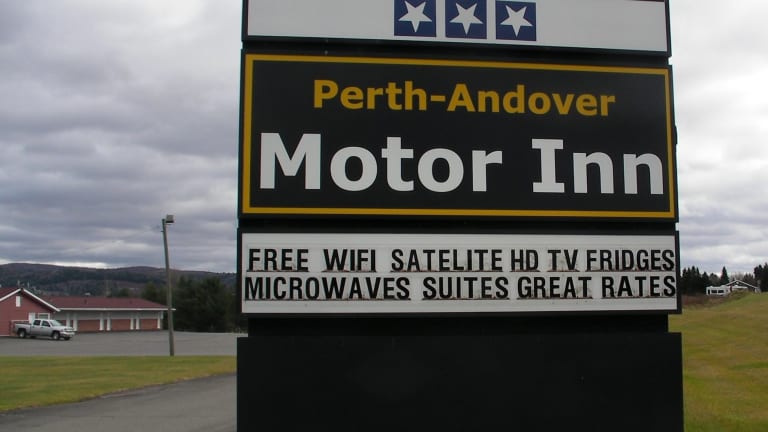 Perth-Andover
Motor Inn
FREE WIFI SATELITE HD TV FRIDGES
MICROWAVES SUITES GREAT RATES